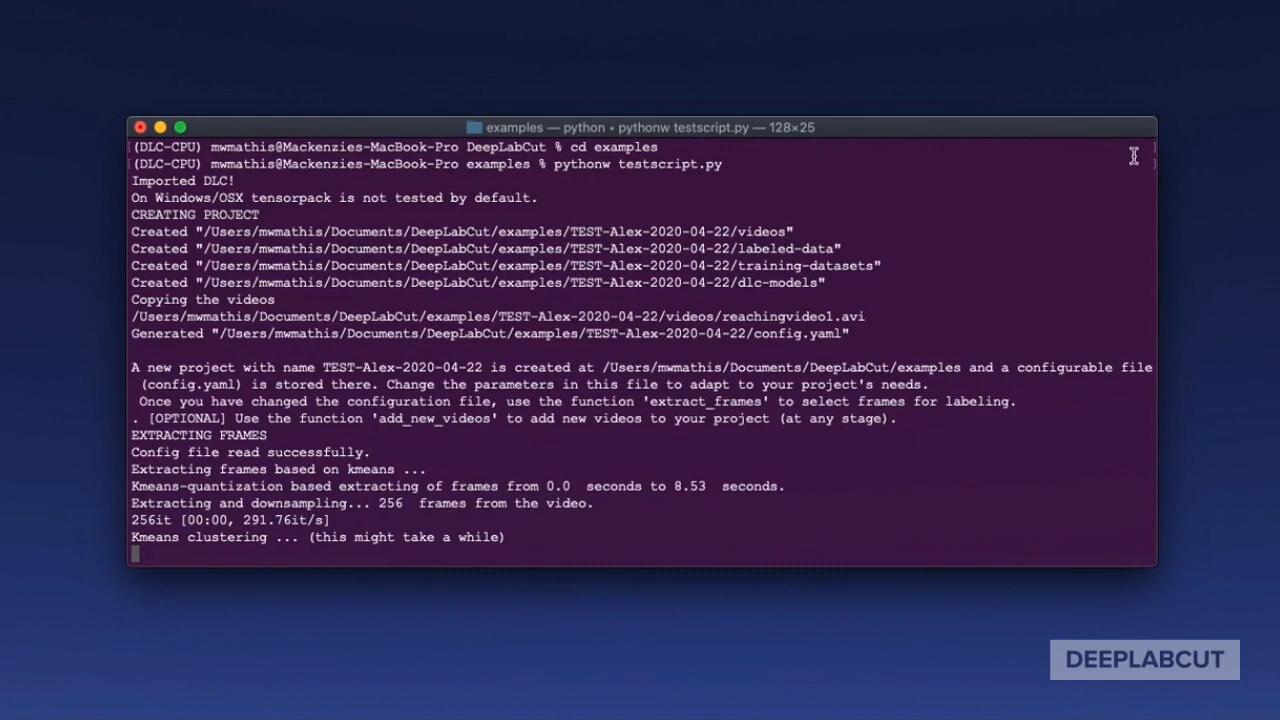 examples — python • pythonw testscript.py — 128×25
(DLC-CPU) mwmathis@Mackenzies-MacBook-Pro DeepLabCut % cd examples
(DLC-CPU) mwmathis@Mackenzies-MacBook-Pro examples % pythonw testscript.py
Imported DLC!
On Windows/OSX tensorpack is not tested by default.
CREATING PROJECT
Created "/Users/mwmathis/Documents/DeepLabCut/examples/TEST-Alex-2020-04-22/videos"
Created "/Users/mwmathis/Documents/DeepLabCut/examples/TEST-Alex-2020-04-22/labeled-data"
Created "/Users/mwmathis/Documents/DeepLabCut/examples/TEST-Alex-2020-04-22/training-datasets"
Created "/Users/mwmathis/Documents/DeepLabCut/examples/TEST-Alex-2020-04-22/dlc-models"
Copying the videos
/Users/mwmathis/Documents/DeepLabCut/examples/TEST-Alex-2020-04-22/videos/reachingvideo1.avi
Generated "/Users/mwmathis/Documents/DeepLabCut/examples/TEST-Alex-2020-04-22/config.yaml"
A new project with name TEST-Alex-2020-04-22 is created at /Users/mwmathis/Documents/DeepLabCut/examples and a configurable file
(config.yaml) is stored there. Change the parameters in this file to adapt to your project's needs.
Once you have changed the configuration file, use the function 'extract_frames' to select frames for labeling.
. [OPTIONAL] Use the function 'add_new_videos' to add new videos to your project (at any stage).
EXTRACTING FRAMES
Config file read successfully.
Extracting frames based on kmeans ...
Kmeans-quantization based extracting of frames from 0.0  seconds to 8.53  seconds.
Extracting and downsampling... 256  frames from the video.
256it [00:00, 291.76it/s]
Kmeans clustering ... (this might take a while)
DEEPLABCUT